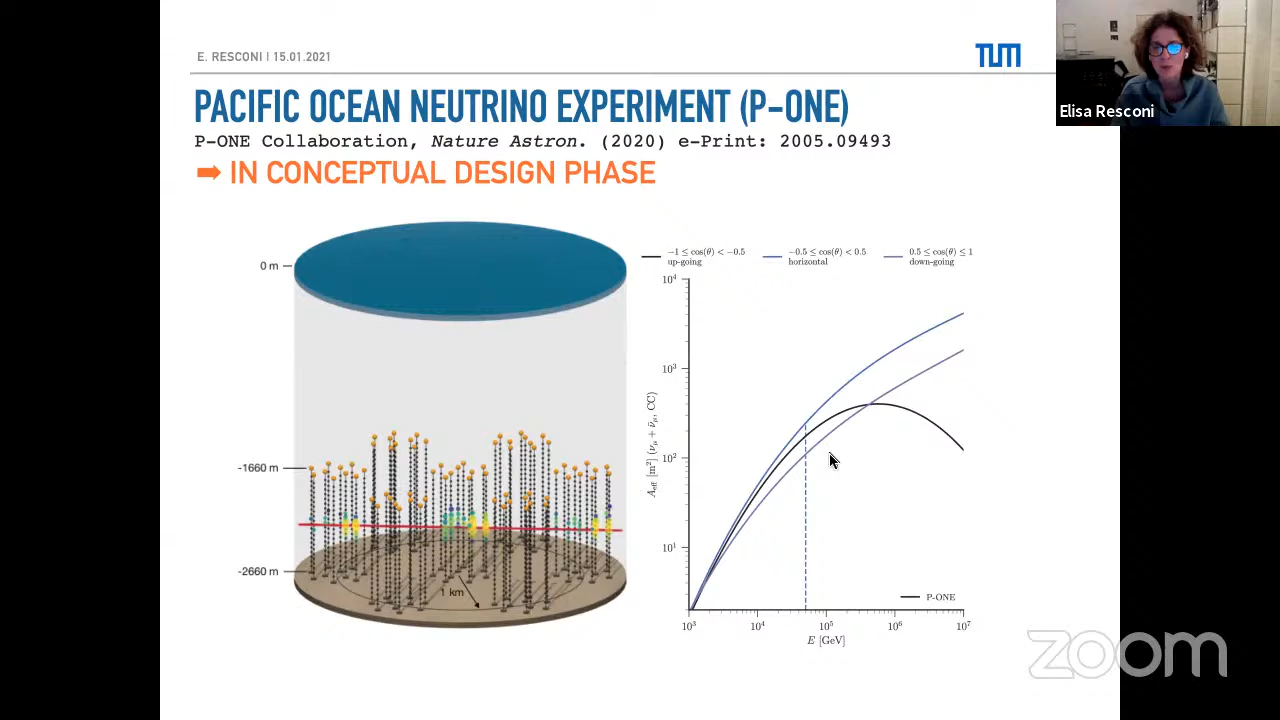 E. RESCONI | 15.01.2021
TUM
Elisa Resconi
PACIFIC OCEAN NEUTRINO EXPERIMENT (P-ONE)
P-ONE Collaboration, Nature Astron. (2020) e-Print: 2005.09493
➡ IN CONCEPTUAL DESIGN PHASE
0 m
-1660 m
-2660 m
1 km
−1 ≤ cos(θ) < −0.5
up-going
−0.5 ≤ cos(θ) < 0.5
horizontal
0.5 ≤ cos(θ) ≤ 1
down-going
10⁴
10³
10²
10¹
A_eff [m²] (ν_μ + ν̄_μ, CC)
P-ONE
10³ 10⁴ 10⁵ 10⁶ 10⁷
E [GeV]
zoom